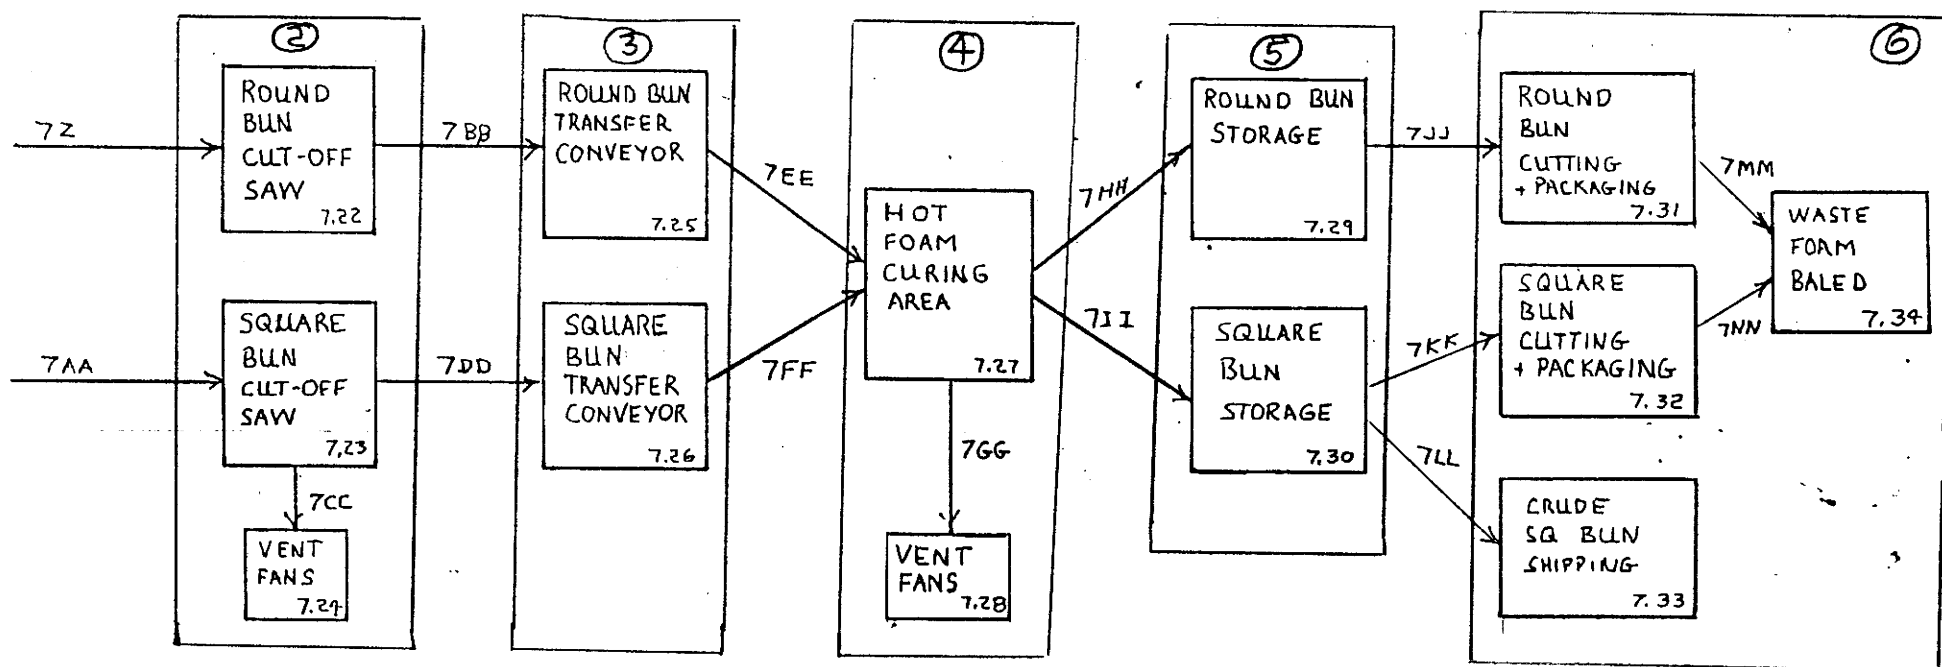 2
ROUND
BUN
CUT-OFF
SAW
7.22
7Z
7AA
SQUARE
BUN
CUT-OFF
SAW
7.23
7CC
VENT
FANS
7.24
7BB
7DD
3
ROUND BUN
TRANSFER
CONVEYOR
7.25
SQUARE
BUN
TRANSFER
CONVEYOR
7.26
7EE
7FF
4
HOT
FOAM
CURING
AREA
7.27
7GG
VENT
FANS
7.28
7HH
7II
5
ROUND BUN
STORAGE
7.29
SQUARE
BUN
STORAGE
7.30
7JJ
7KK
7LL
6
ROUND
BUN
CUTTING
+ PACKAGING
7.31
SQUARE
BUN
CUTTING
+ PACKAGING
7.32
CRUDE
SQ BUN
SHIPPING
7.33
7MM
7NN
WASTE
FOAM
BALED
7.34